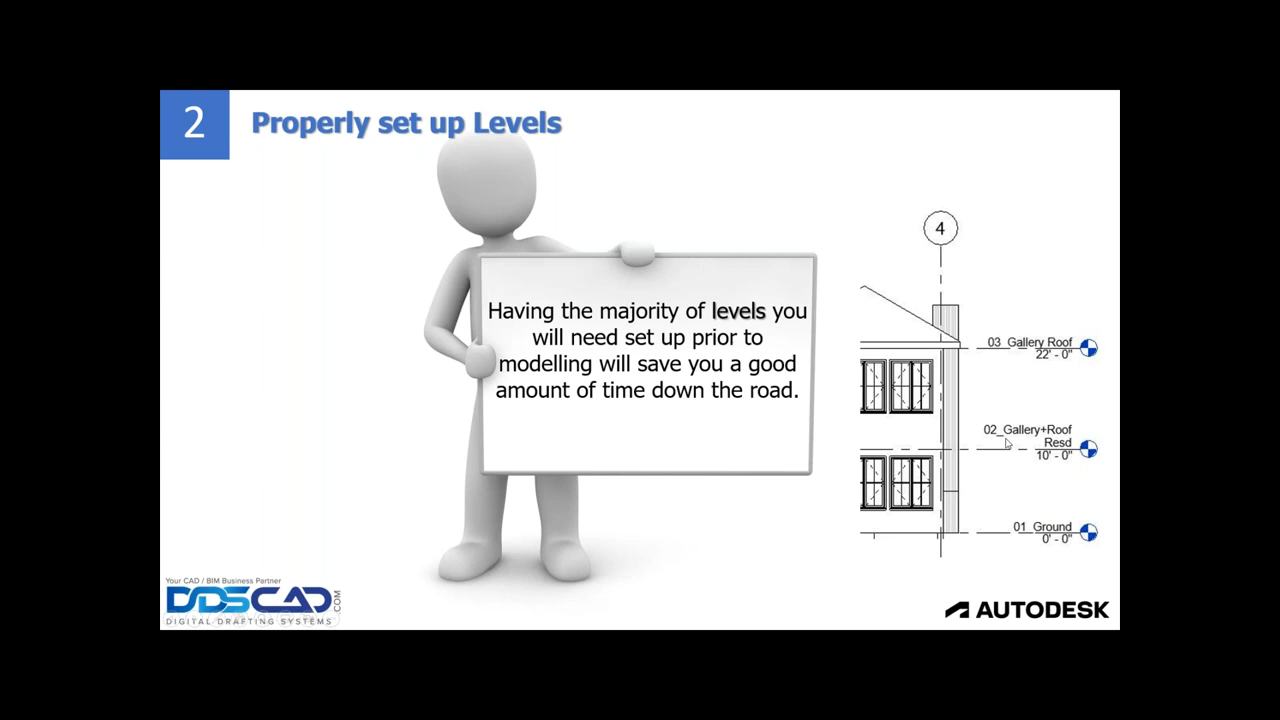 2
Properly set up Levels
Having the majority of levels you
will need set up prior to
modelling will save you a good
amount of time down the road.
4
03 Gallery Roof
22' - 0"
02_Gallery+Roof
Resd
10' - 0"
01 Ground
0' - 0"
Your CAD / BIM Business Partner
DDSCAD.COM
DIGITAL DRAFTING SYSTEMS
AUTODESK